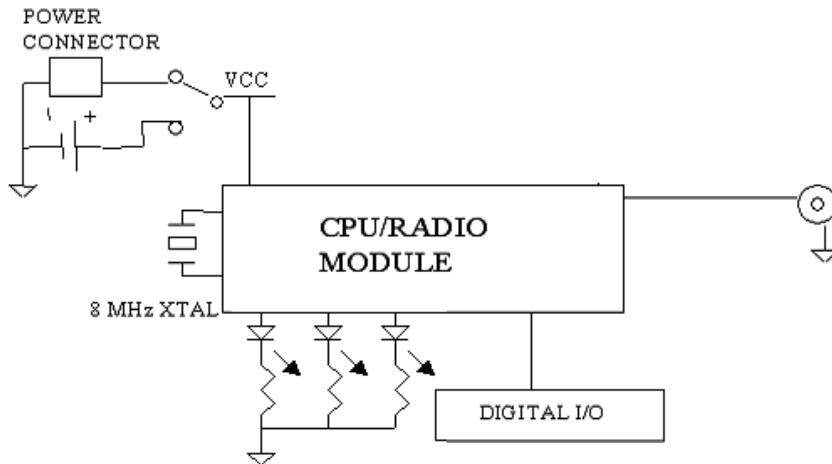 POWER
CONNECTOR
VCC
+
CPU/RADIO
MODULE
8 MHz XTAL
DIGITAL I/O